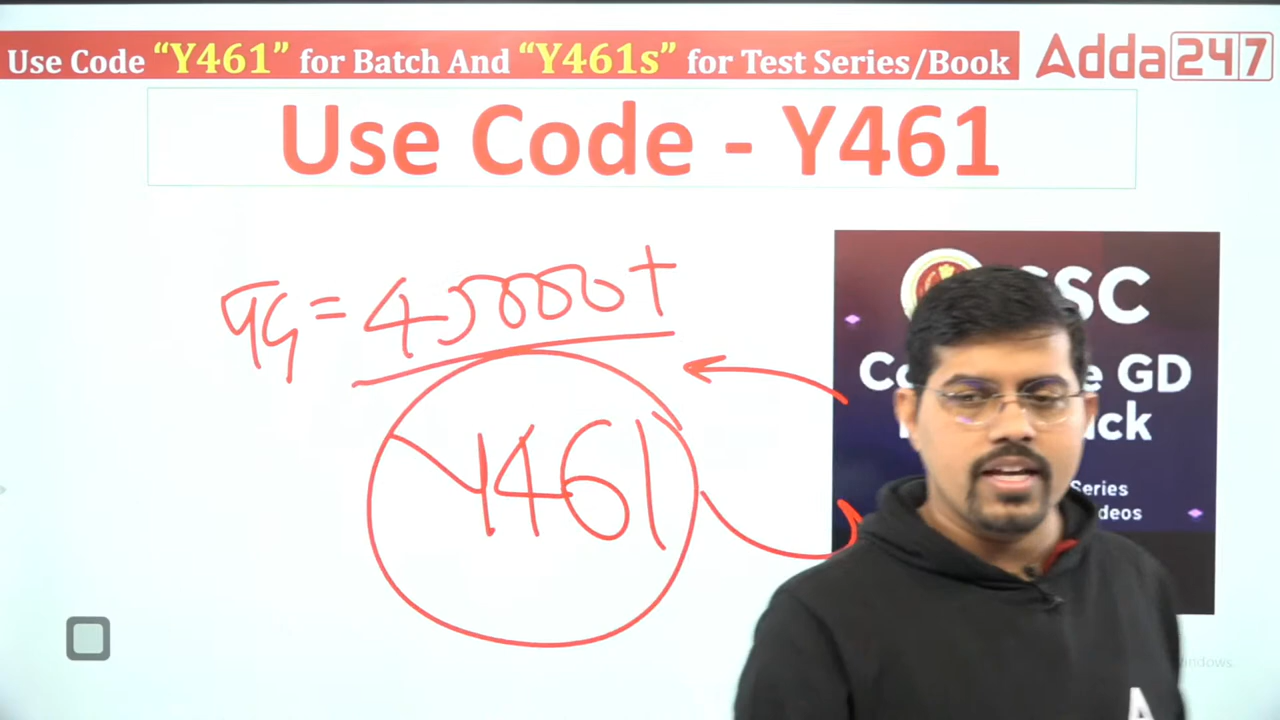 Use Code “Y461” for Batch And “Y461s” for Test Series/Book
Adda247
Use Code - Y461
पद = 45000+
Y461
SSC
GD
Series